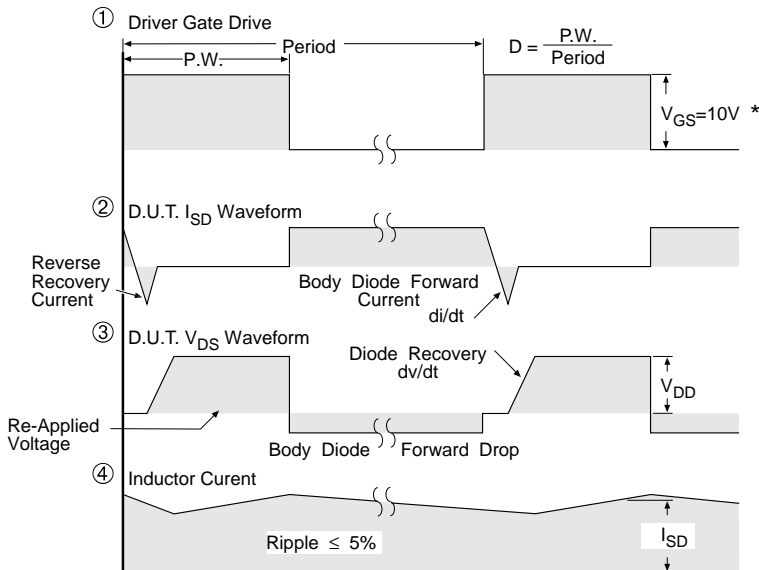 ① Driver Gate Drive
P.W.
Period
D = P.W. / Period
V_GS=10V *
② D.U.T. I_SD Waveform
Reverse
Recovery
Current
Body Diode Forward
Current
di/dt
③ D.U.T. V_DS Waveform
Diode Recovery
dv/dt
V_DD
Re-Applied
Voltage
Body Diode Forward Drop
④ Inductor Curent
Ripple ≤ 5%
I_SD